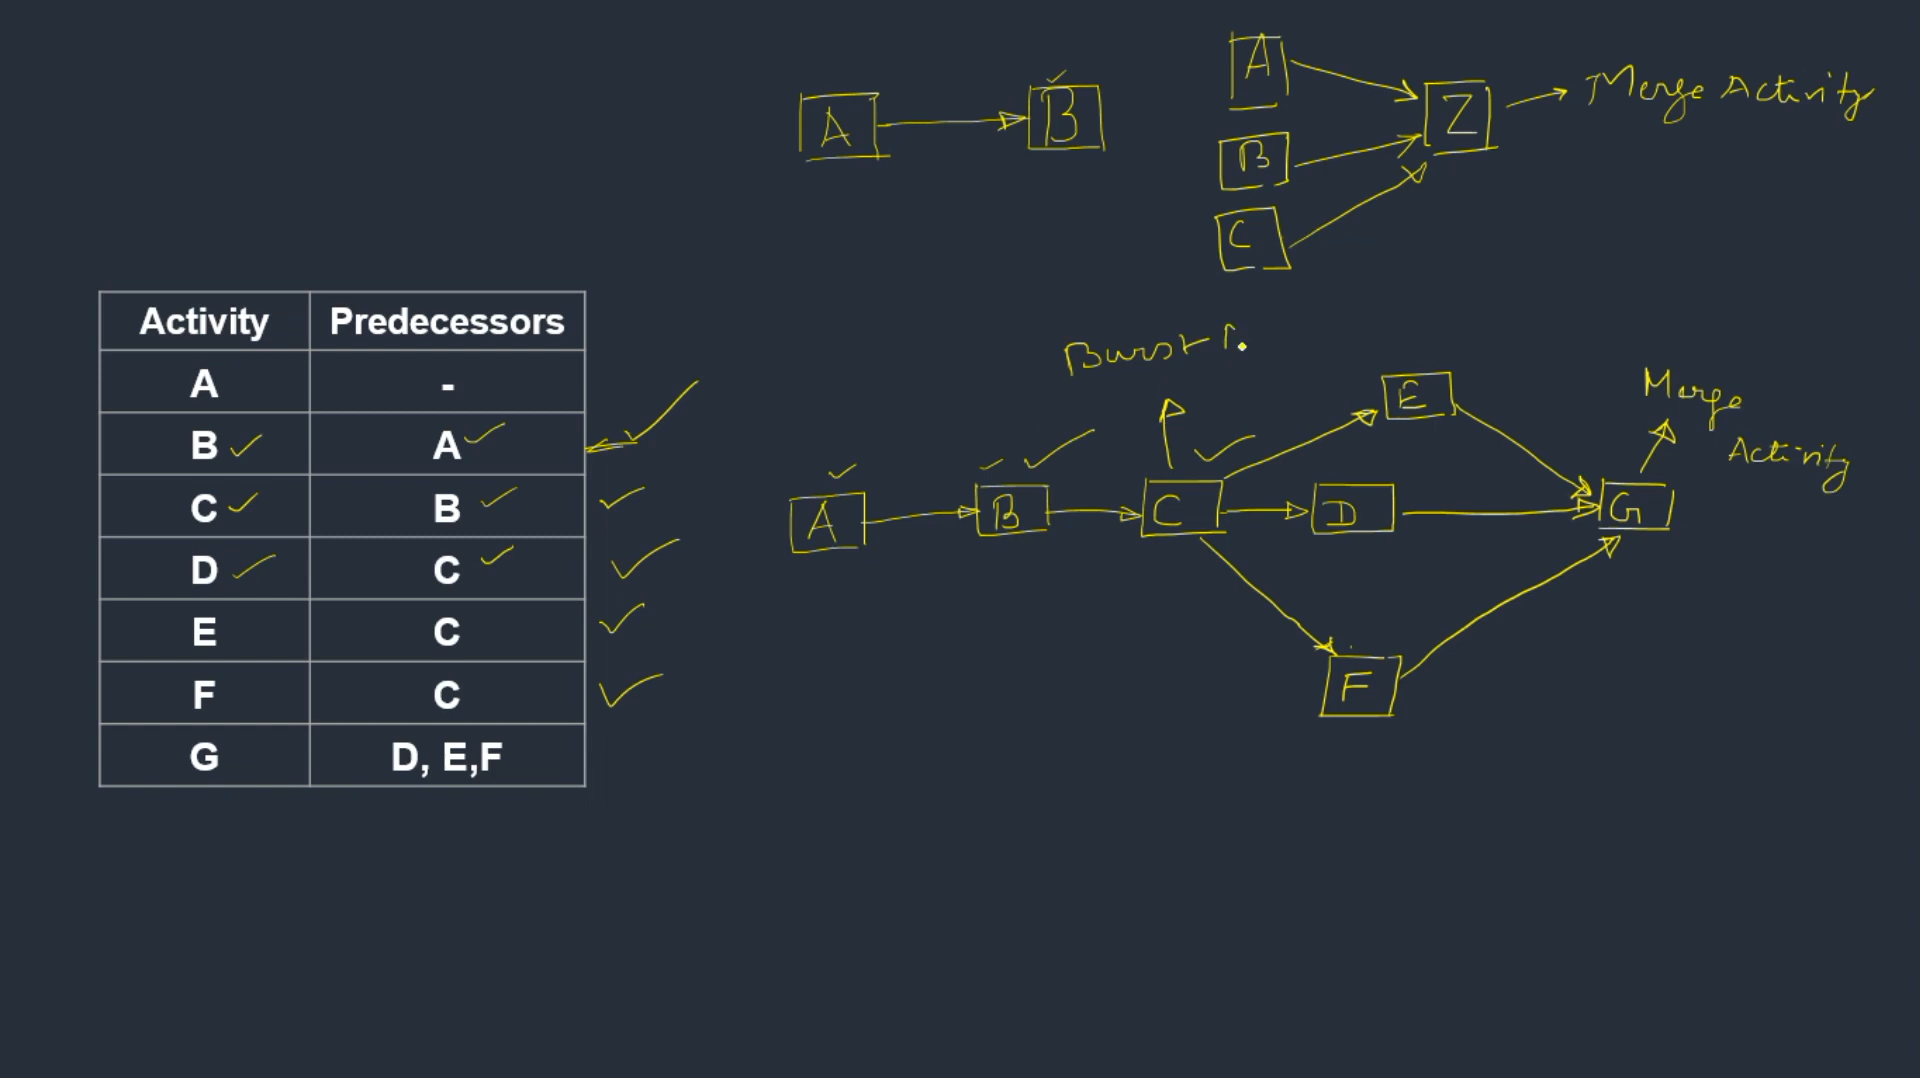 A
B
A
B
C
Z
Merge Activity
Activity Predecessors
A -
B A
C B
D C
E C
F C
G D, E,F
Burst
A
B
C
D
E
F
G
Merge
Activity